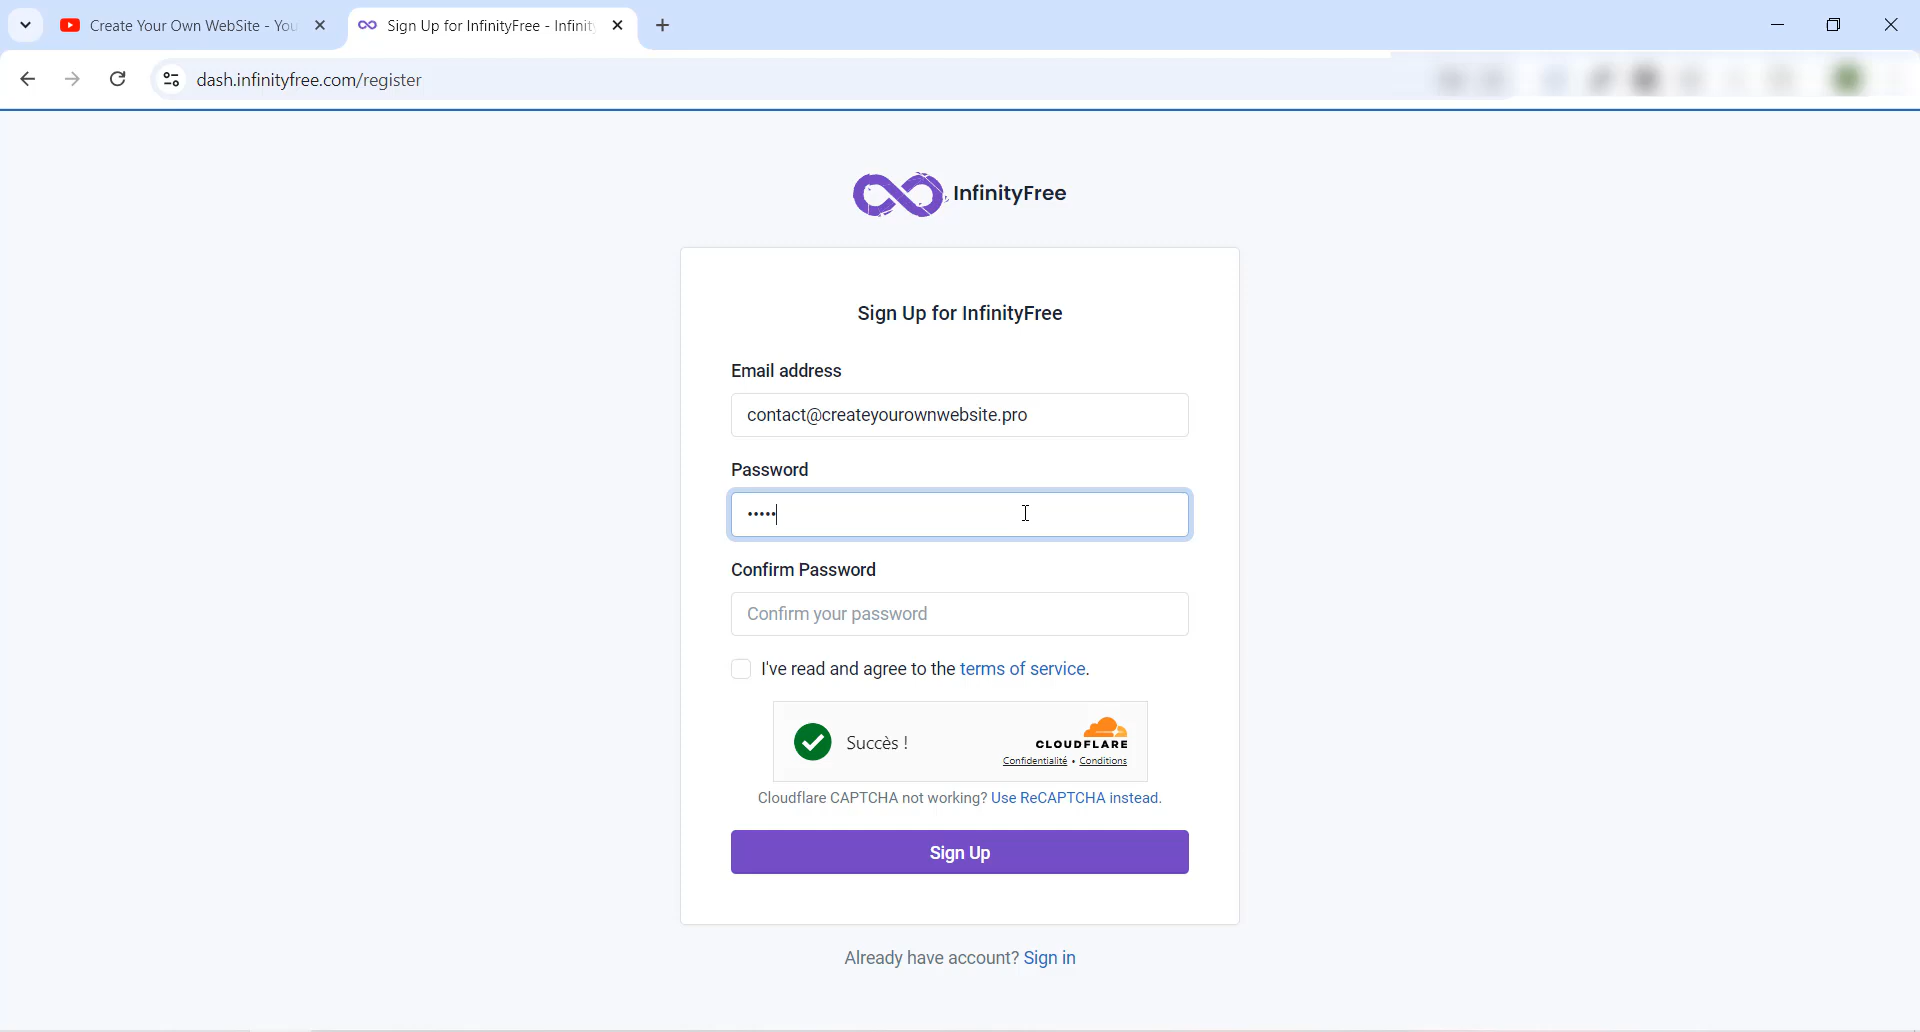 Create Your Own WebSite - You
Sign Up for InfinityFree - Infinit
dash.infinityfree.com/register
InfinityFree
Sign Up for InfinityFree
Email address
contact@createyourownwebsite.pro
Password
•••••
Confirm Password
Confirm your password
I've read and agree to the terms of service.
Succès !
CLOUDFLARE
Confidentialité • Conditions
Cloudflare CAPTCHA not working? Use ReCAPTCHA instead.
Sign Up
Already have account? Sign in